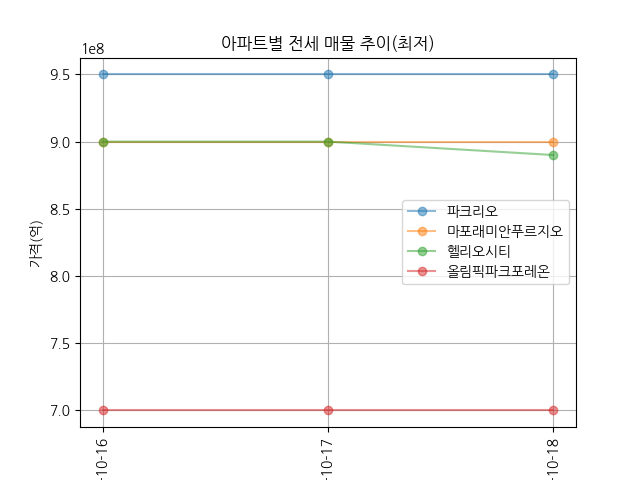 아파트별 전세 매물 추이(최저)
1e8
9.5
9.0
8.5
8.0
7.5
7.0
가격(억)
파크리오
마포래미안푸르지오
헬리오시티
올림픽파크포레온
-10-16
-10-17
-10-18